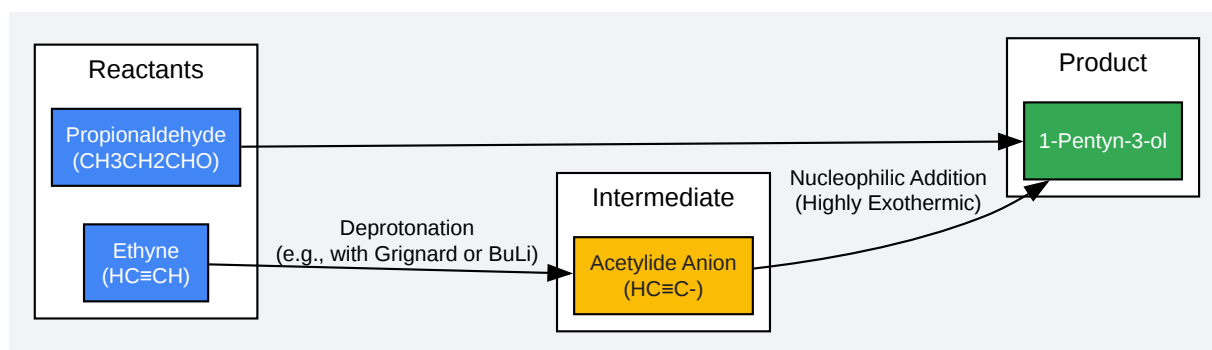 Reactants
Propionaldehyde
(CH3CH2CHO)
Ethyne
(HC≡CH)
Deprotonation
(e.g., with Grignard or BuLi)
Intermediate
Acetylide Anion
(HC≡C-)
Nucleophilic Addition
(Highly Exothermic)
Product
1-Pentyn-3-ol